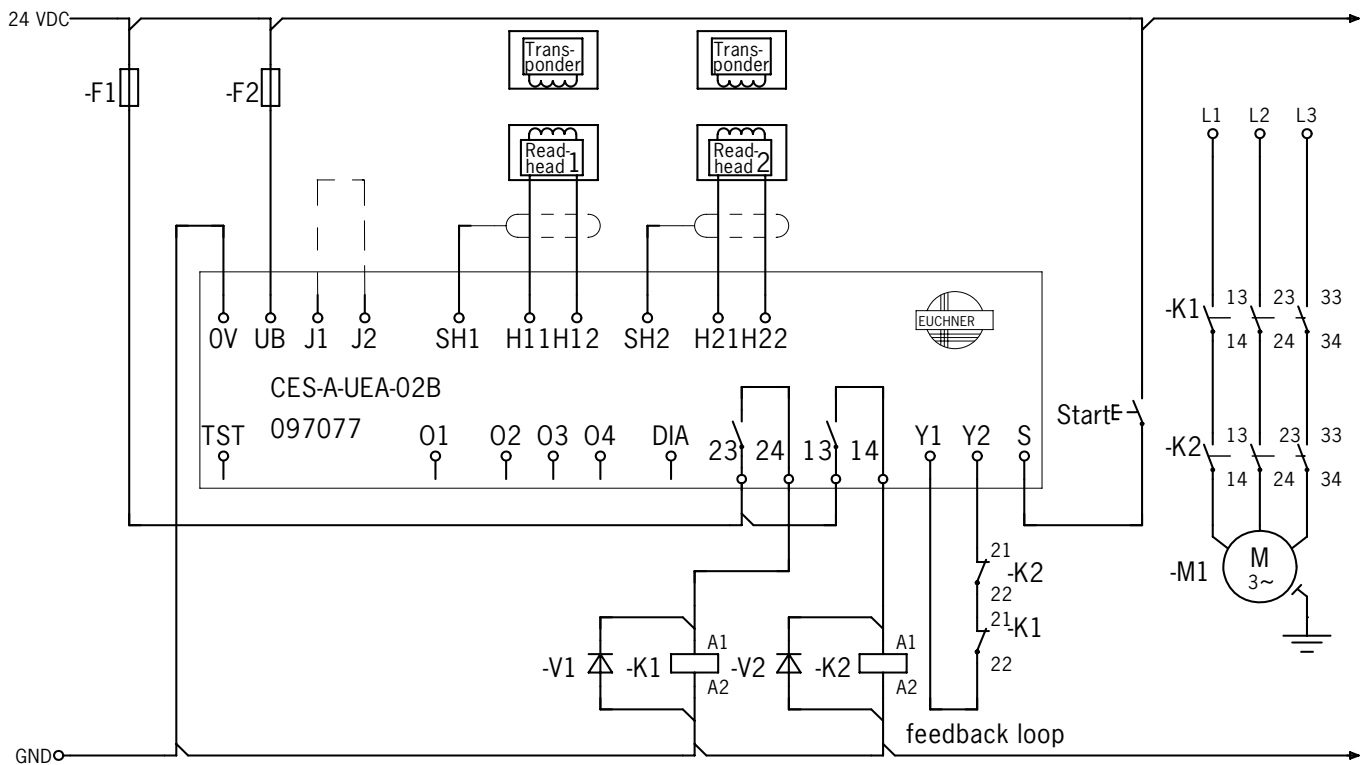 24 VDC
-F1
-F2
Trans-
ponder
Trans-
ponder
Read-
head 1
Read-
head 2
L1 L2 L3
0V UB J1 J2 SH1 H11 H12 SH2 H21 H22
EUCHNER
CES-A-UEA-02B
097077
TST O1 O2 O3 O4 DIA 23 24 13 14 Y1 Y2 S
Start
-K1 13 23 33
14 24 34
-K2 13 23 33
14 24 34
-M1 M
3~
21
-K2
22
21
-K1
22
-V1 -K1 A1
A2
-V2 -K2 A1
A2
feedback loop
GND